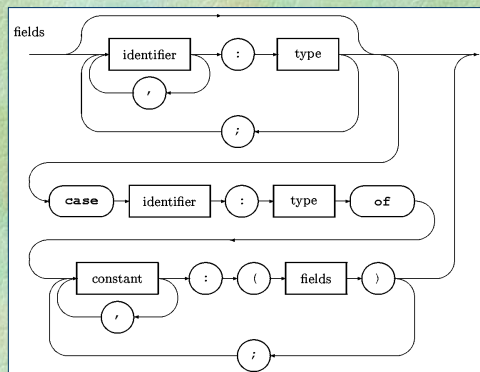 fields
identifier : type
,
;
case identifier : type of
constant : ( fields )
,
;